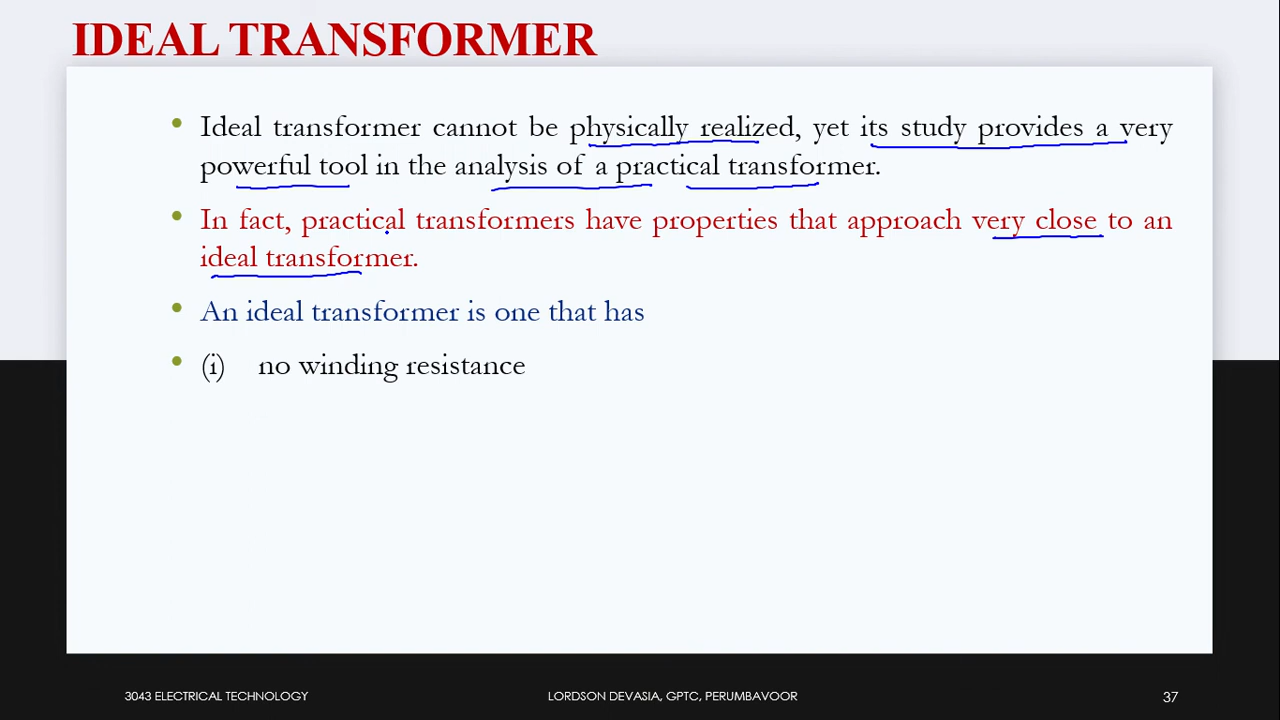 IDEAL TRANSFORMER
• Ideal transformer cannot be physically realized, yet its study provides a very
powerful tool in the analysis of a practical transformer.
• In fact, practical transformers have properties that approach very close to an
ideal transformer.
• An ideal transformer is one that has
• (i) no winding resistance
3043 ELECTRICAL TECHNOLOGY
LORDSON DEVASIA, GPTC, PERUMBAVOOR
37